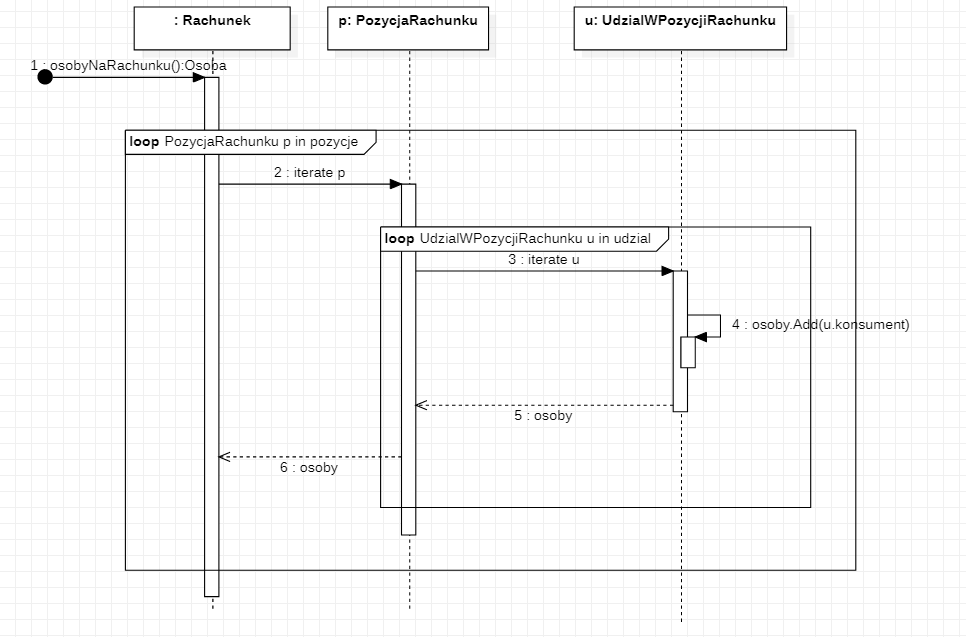 : Rachunek
p: PozycjaRachunku
u: UdzialWPozycjiRachunku
1 : osobyNaRachunku():Osoba
loop PozycjaRachunku p in pozycje
2 : iterate p
loop UdzialWPozycjiRachunku u in udzial
3 : iterate u
4 : osoby.Add(u.konsument)
5 : osoby
6 : osoby